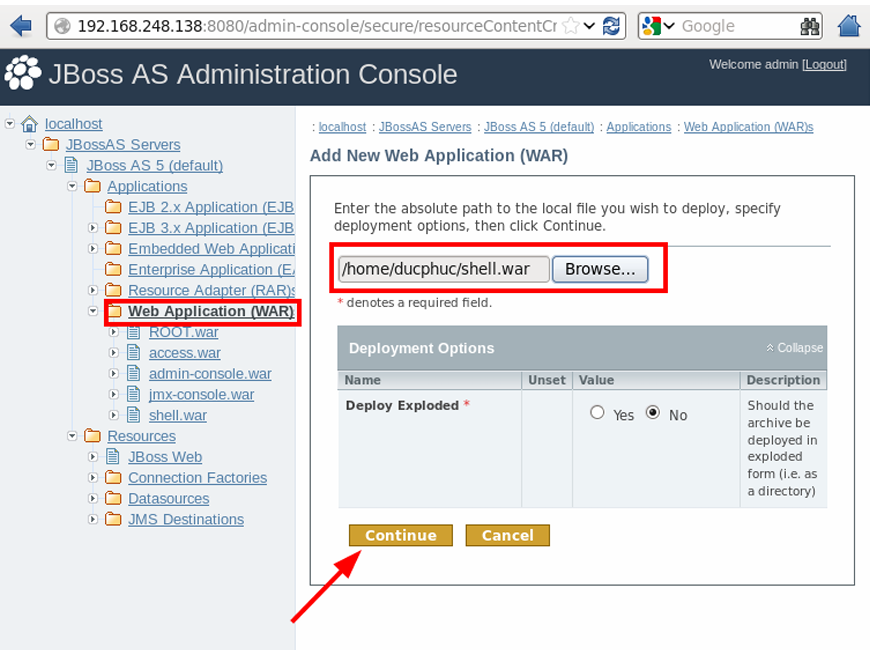 192.168.248.138:8080/admin-console/secure/resourceContentCr
Google
JBoss AS Administration Console
Welcome admin [Logout]
localhost
JBossAS Servers
JBoss AS 5 (default)
Applications
EJB 2.x Application (EJB
EJB 3.x Application (EJB
Embedded Web Applicati
Enterprise Application (EA
Resource Adapter (RAR)s
Web Application (WAR)
ROOT.war
access.war
admin-console.war
jmx-console.war
shell.war
Resources
JBoss Web
Connection Factories
Datasources
JMS Destinations
: localhost : JBossAS Servers : JBoss AS 5 (default) : Applications : Web Application (WAR)s
Add New Web Application (WAR)
Enter the absolute path to the local file you wish to deploy, specify
deployment options, then click Continue.
/home/ducphuc/shell.war Browse...
* denotes a required field.
Deployment Options
Collapse
Name Unset Value Description
Deploy Exploded * Yes No
Should the
archive be
deployed in
exploded
form (i.e. as
a directory)
Continue Cancel